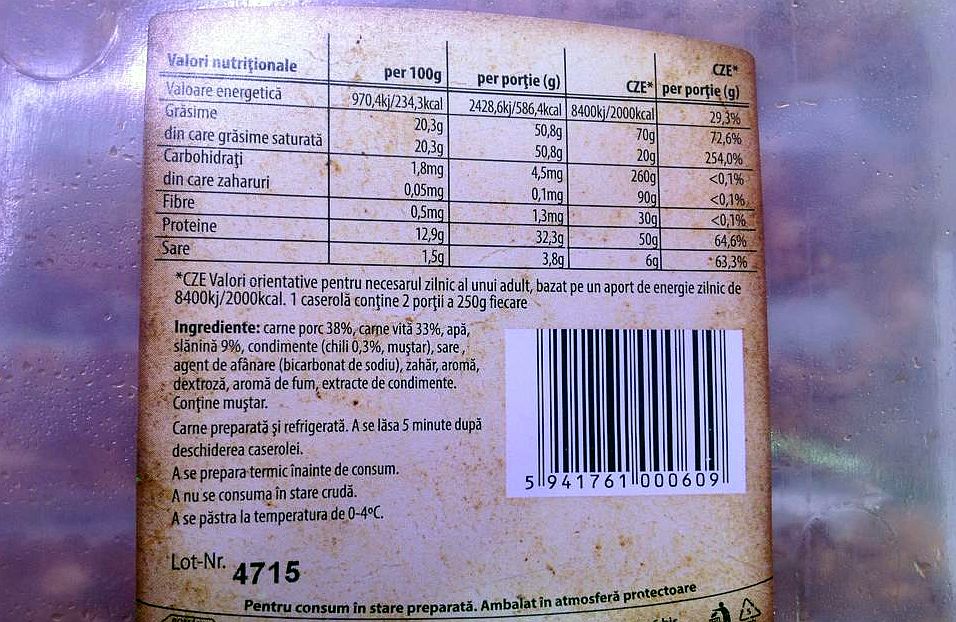 Valori nutriționale per 100g per porție (g) CZE* CZE* per porție (g)
Valoare energetică 970,4kj/234,3kcal 2428,6kj/586,4kcal 8400kj/2000kcal 29,3%
Grăsime 20,3g 50,8g 70g 72,6%
din care grăsime saturată 20,3g 50,8g 20g 254,0%
Carbohidrați 1,8mg 4,5mg 260g <0,1%
din care zaharuri 0,05mg 0,1mg 90g <0,1%
Fibre 0,5mg 1,3mg 30g <0,1%
Proteine 12,9g 32,3g 50g 64,6%
Sare 1,5g 3,8g 6g 63,3%
*CZE Valori orientative pentru necesarul zilnic al unui adult, bazat pe un aport de energie zilnic de
8400kj/2000kcal. 1 caserolă conține 2 porții a 250g fiecare
Ingrediente: carne porc 38%, carne vită 33%, apă,
slănină 9%, condimente (chili 0,3%, muștar), sare,
agent de afânare (bicarbonat de sodiu), zahăr, aromă,
dextroză, aromă de fum, extracte de condimente.
Conține muștar.
Carne preparată și refrigerată. A se lăsa 5 minute după
deschiderea caserolei.
A se prepara termic înainte de consum.
A nu se consuma în stare crudă.
A se păstra la temperatura de 0-4ºC.
5 941761 000609
Lot-Nr. 4715
Pentru consum în stare preparată. Ambalat în atmosferă protectoare